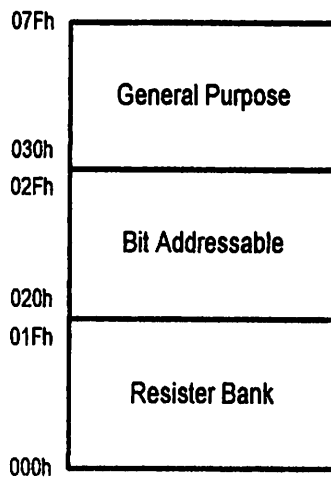 07Fh
General Purpose
030h
02Fh
Bit Addressable
020h
01Fh
Resister Bank
000h